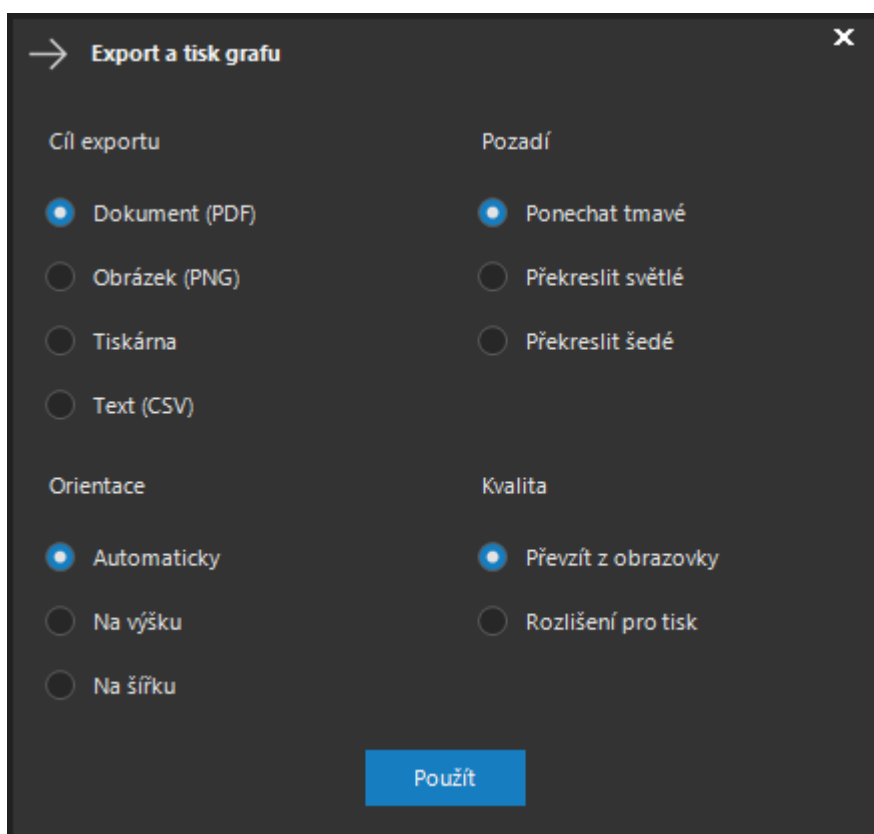 Export a tisk grafu
Cíl exportu
Dokument (PDF)
Obrázek (PNG)
Tiskárna
Text (CSV)
Pozadí
Ponechat tmavé
Překreslit světlé
Překreslit šedé
Orientace
Automaticky
Na výšku
Na šířku
Kvalita
Převzít z obrazovky
Rozlišení pro tisk
Použít